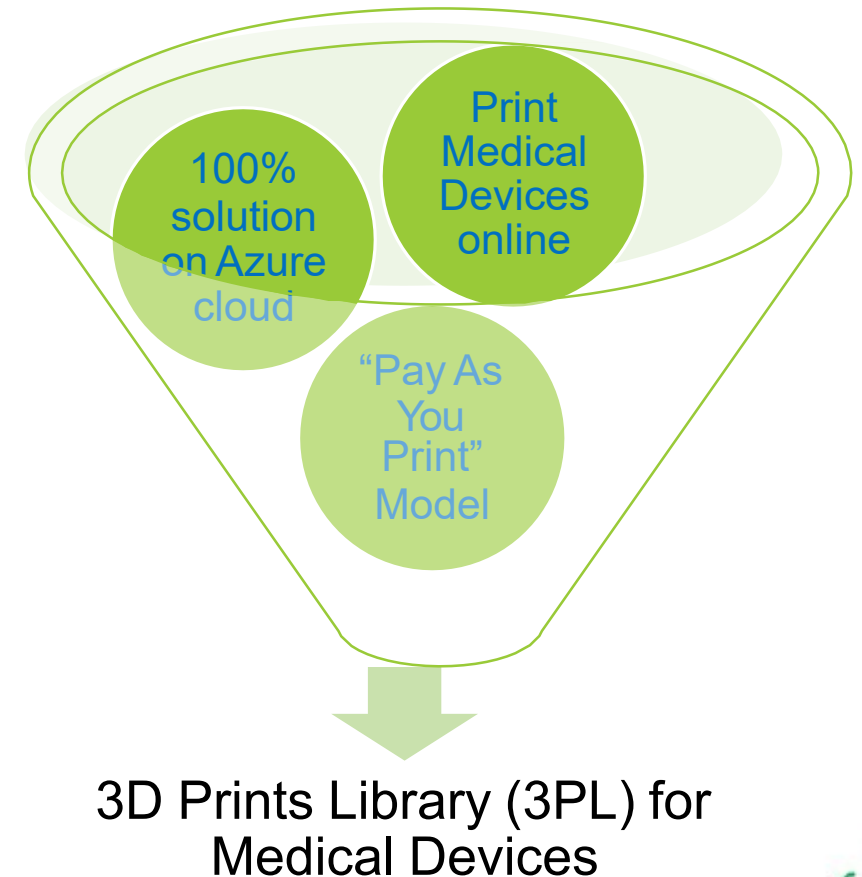 100%
solution
on Azure
cloud
Print
Medical
Devices
online
“Pay As
You
Print”
Model
3D Prints Library (3PL) for
Medical Devices